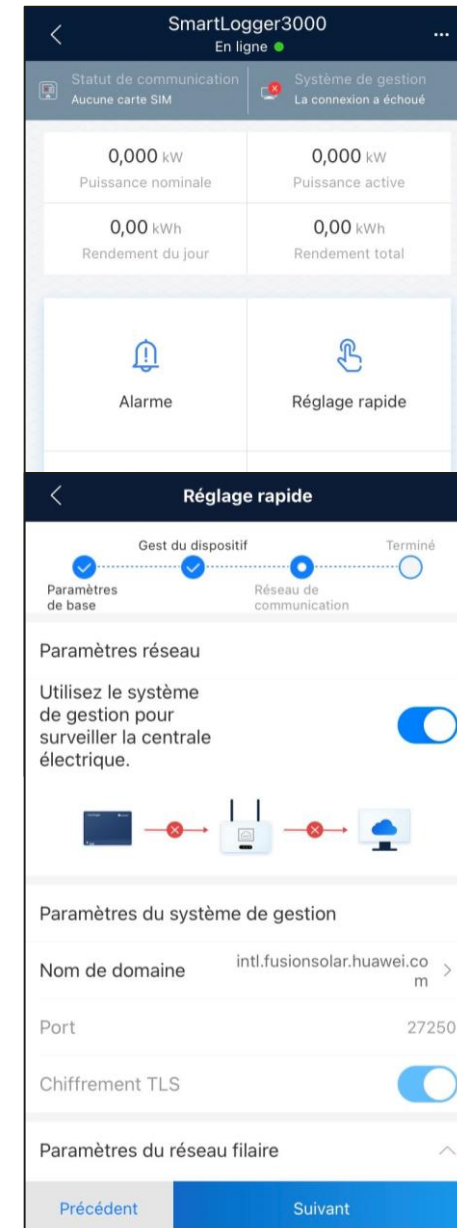 SmartLogger3000
En ligne
Statut de communication
Aucune carte SIM
Système de gestion
La connexion a échoué
0,000 kW
Puissance nominale
0,000 kW
Puissance active
0,00 kWh
Rendement du jour
0,00 kWh
Rendement total
Alarme
Réglage rapide
Réglage rapide
Gest du dispositif
Terminé
Paramètres
de base
Réseau de
communication
Paramètres réseau
Utilisez le système
de gestion pour
surveiller la centrale
électrique.
Paramètres du système de gestion
Nom de domaine
intl.fusionsolar.huawei.co
m
Port
27250
Chiffrement TLS
Paramètres du réseau filaire
Précédent
Suivant